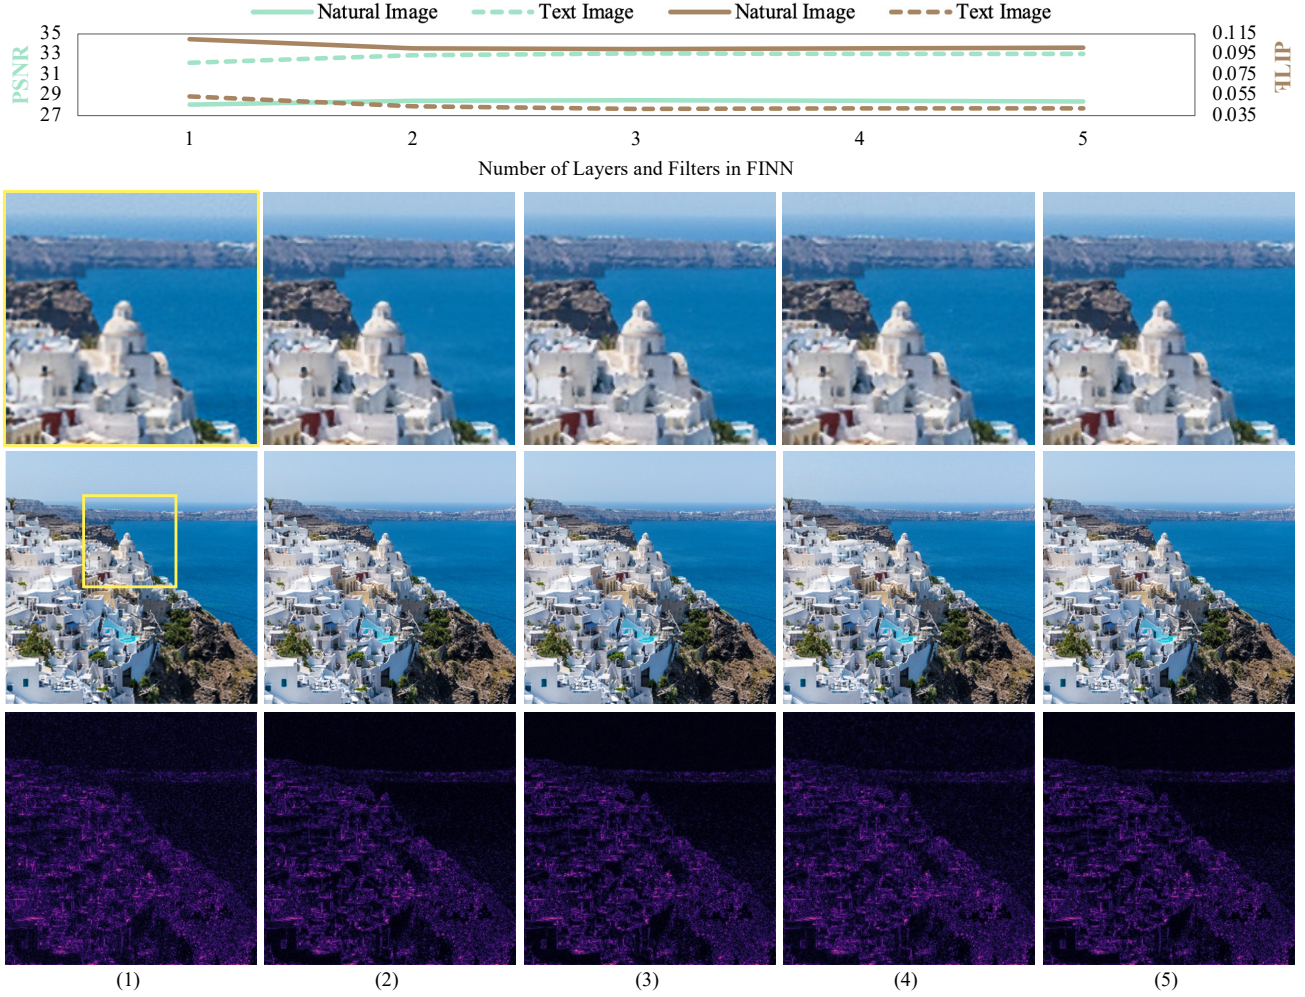 Natural Image Text Image Natural Image Text Image
PSNR
35
33
31
29
27
0.115
0.095
0.075
0.055
0.035
ꟻLIP
1 2 3 4 5
Number of Layers and Filters in FINN
(1) (2) (3) (4) (5)